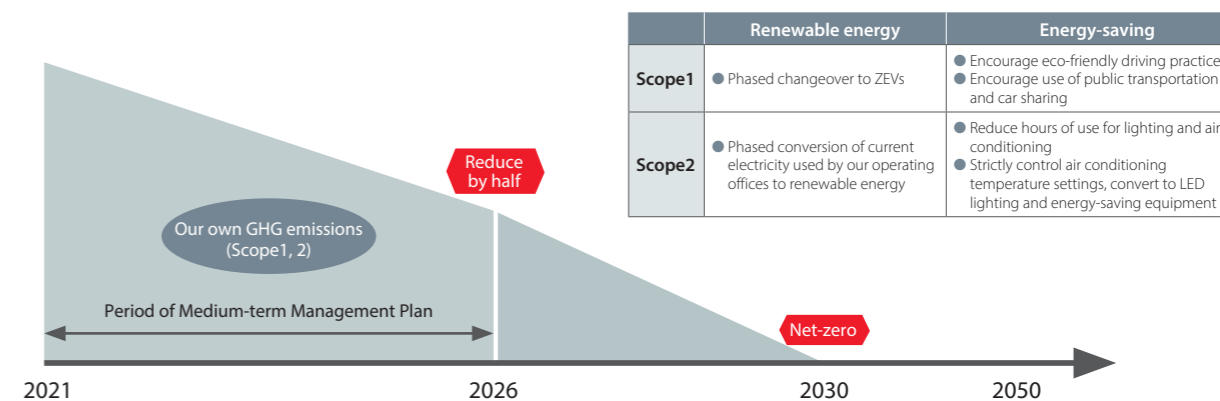 Renewable energy
Energy-saving
Scope1
● Phased changeover to ZEVs
● Encourage eco-friendly driving practice
● Encourage use of public transportation
and car sharing
Scope2
● Phased conversion of current
electricity used by our operating
offices to renewable energy
● Reduce hours of use for lighting and air
conditioning
● Strictly control air conditioning
temperature settings, convert to LED
lighting and energy-saving equipment
Reduce
by half
Our own GHG emissions
(Scope1, 2)
Period of Medium-term Management Plan
Net-zero
2021
2026
2030
2050